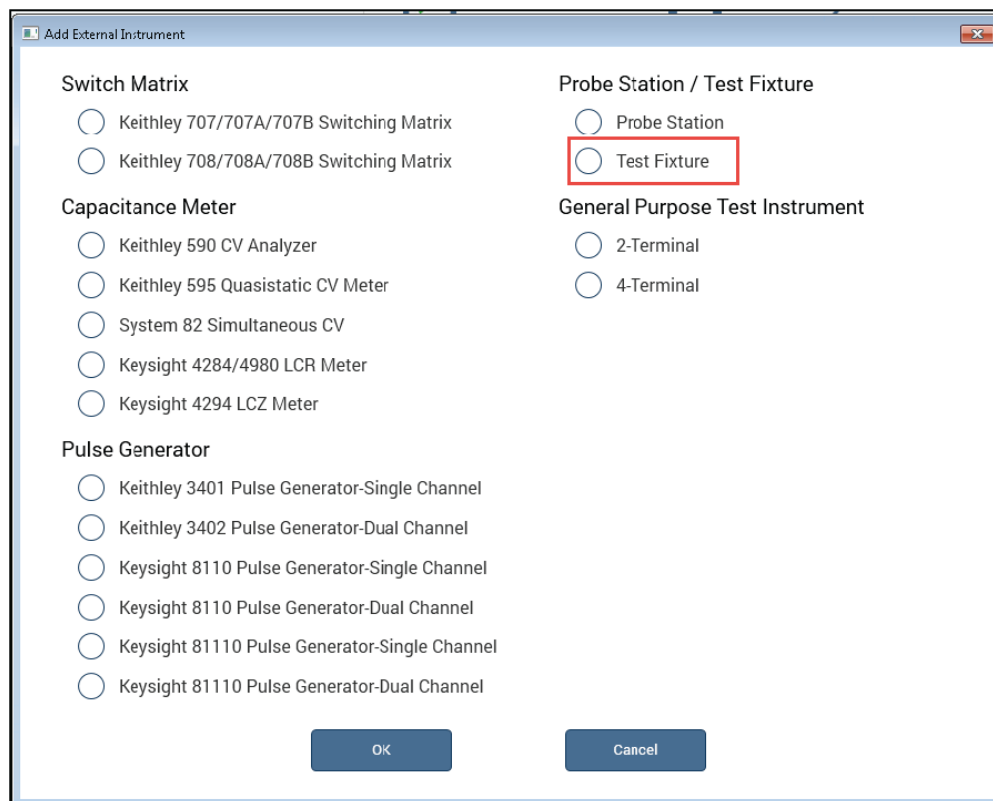 Add External Instrument
Switch Matrix
Keithley 707/707A/707B Switching Matrix
Keithley 708/708A/708B Switching Matrix
Capacitance Meter
Keithley 590 CV Analyzer
Keithley 595 Quasistatic CV Meter
System 82 Simultaneous CV
Keysight 4284/4980 LCR Meter
Keysight 4294 LCZ Meter
Pulse Generator
Keithley 3401 Pulse Generator-Single Channel
Keithley 3402 Pulse Generator-Dual Channel
Keysight 8110 Pulse Generator-Single Channel
Keysight 8110 Pulse Generator-Dual Channel
Keysight 81110 Pulse Generator-Single Channel
Keysight 81110 Pulse Generator-Dual Channel
Probe Station / Test Fixture
Probe Station
Test Fixture
General Purpose Test Instrument
2-Terminal
4-Terminal
OK
Cancel